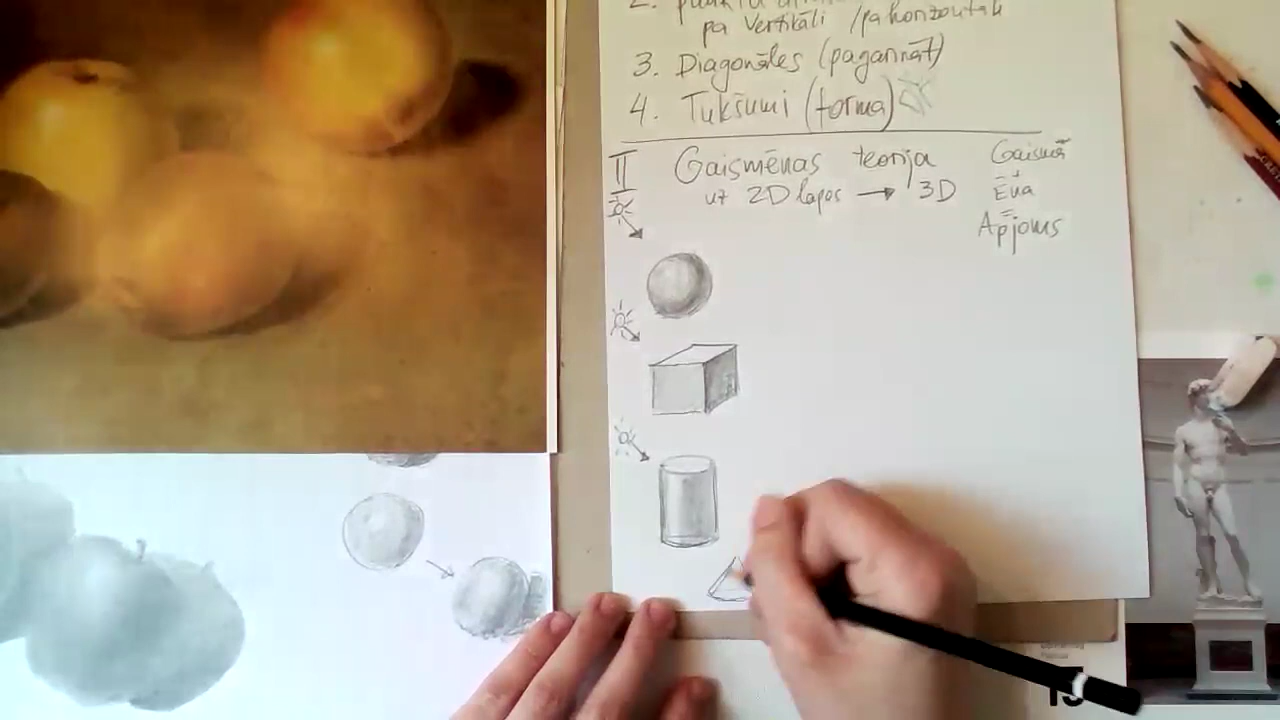 pa vertikāli / pa horizontāli
3. Diagonāles (pagarināt)
4. Tukšumi (forma)
II Gaismēnas teorija
uz 2D lapas → 3D
Gaisma
+
Ēna
=
Apjoms
15